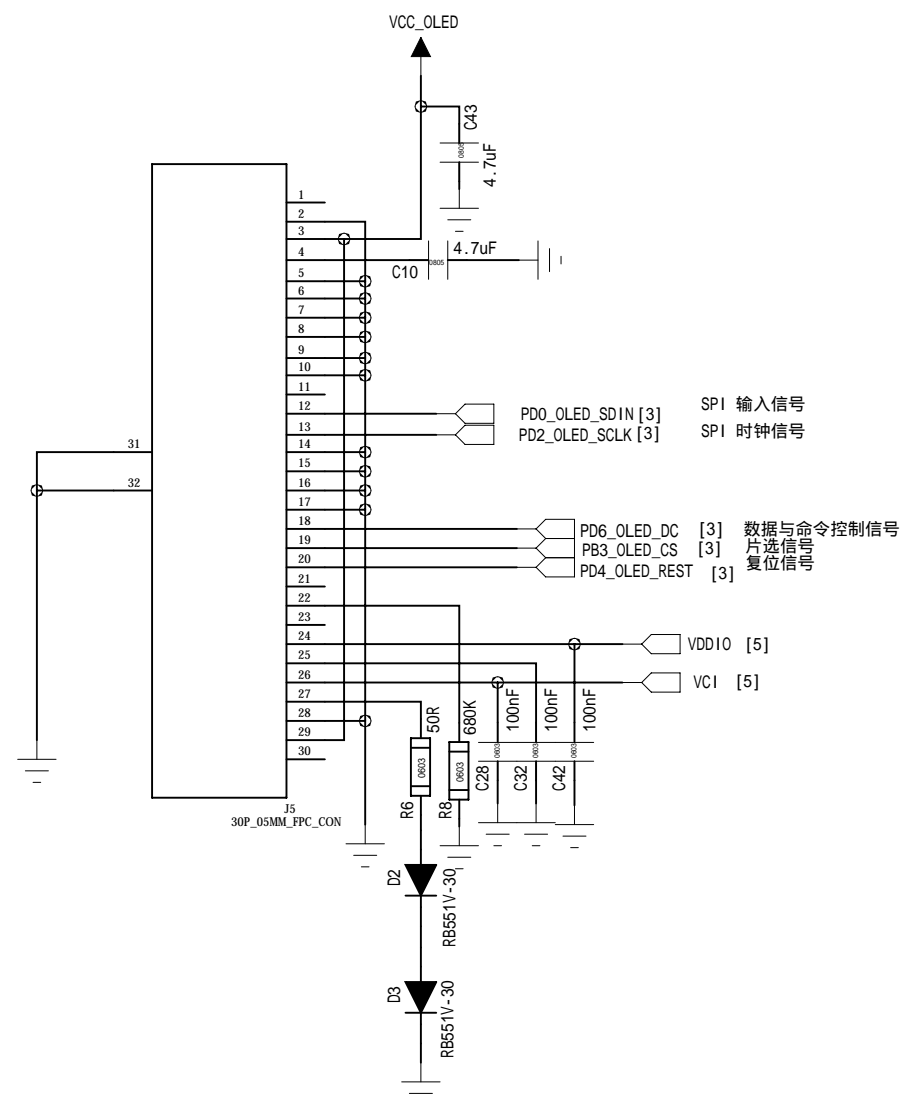 VCC_OLED
C43
0805
4.7uF
1
2
3
4
4.7uF
0805
C10
5
6
7
8
9
10
11
12
PD0_OLED_SDIN [3] SPI 输入信号
13
PD2_OLED_SCLK [3] SPI 时钟信号
14
31
15
16
32
17
18
PD6_OLED_DC [3] 数据与命令控制信号
19
PB3_OLED_CS [3] 片选信号
20
PD4_OLED_REST [3] 复位信号
21
22
23
24
VDDIO [5]
25
26
VCI [5]
27
28
29
30
50R
680K
100nF
100nF
100nF
0603
0603
0603
0603
0603
R6
R8
C28
C32
C42
J5
30P_05MM_FPC_CON
D2
RB551V-30
D3
RB551V-30